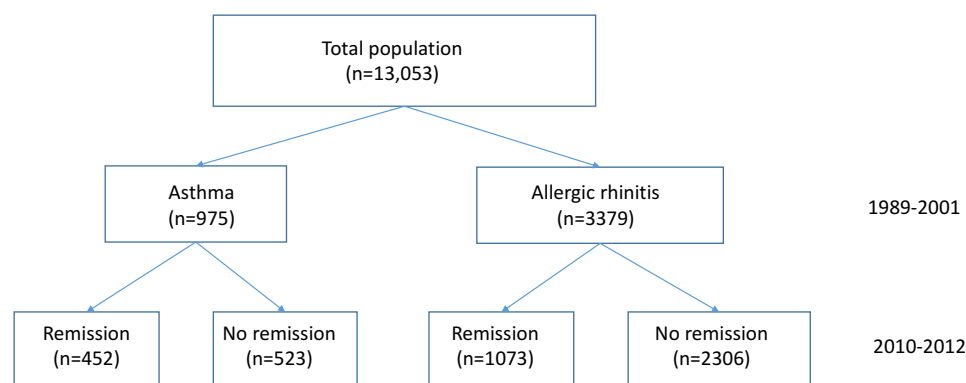 Total population
(n=13,053)
Asthma
(n=975)
Allergic rhinitis
(n=3379)
1989-2001
Remission
(n=452)
No remission
(n=523)
Remission
(n=1073)
No remission
(n=2306)
2010-2012